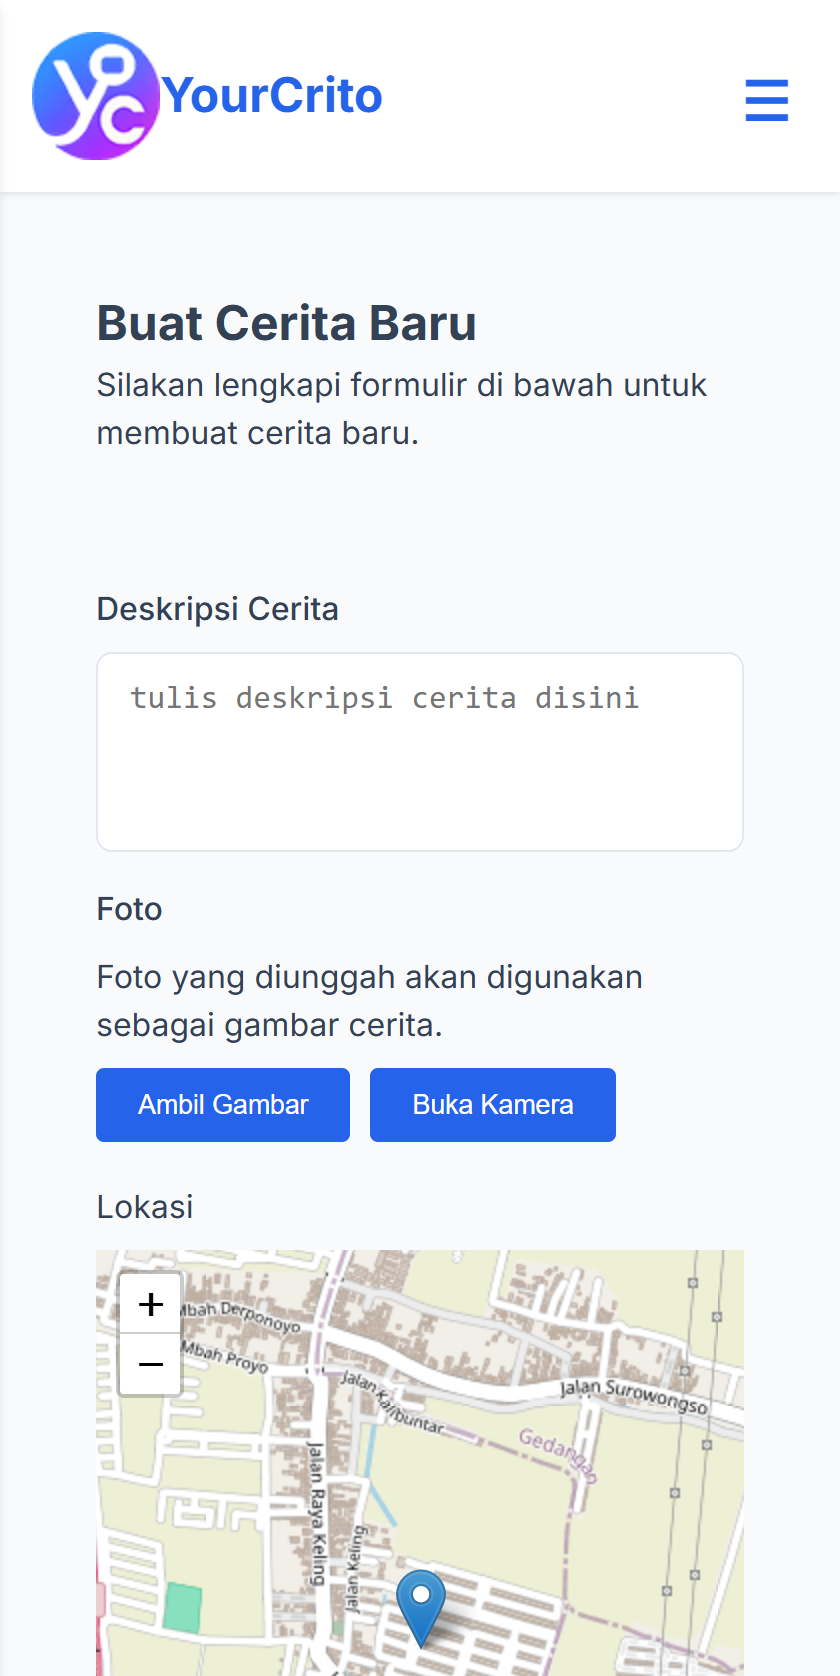 YourCrito
Buat Cerita Baru
Silakan lengkapi formulir di bawah untuk
membuat cerita baru.
Deskripsi Cerita
tulis deskripsi cerita disini
Foto
Foto yang diunggah akan digunakan
sebagai gambar cerita.
Ambil Gambar
Buka Kamera
Lokasi
+
−
Mbah Derponoyo
Mbah Proyo
Jalan Kalibuntar
Jalan Surowongso
Gedangan
Jalan Raya Keling
Jalan Keling